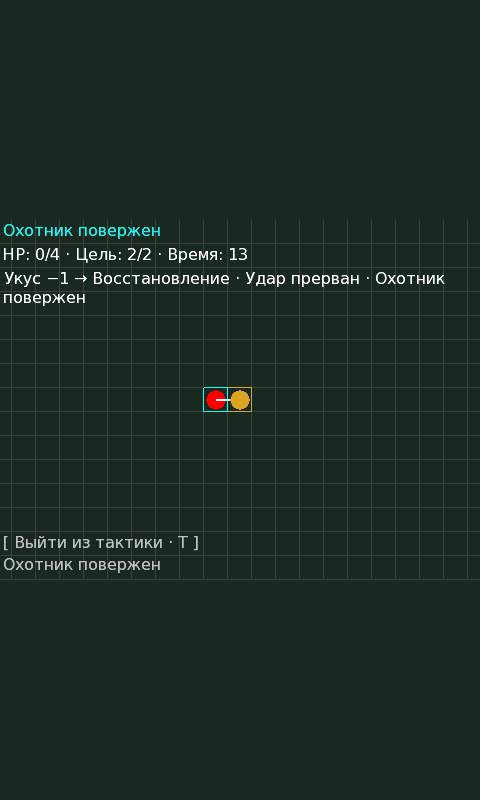 Охотник повержен
HP: 0/4 · Цель: 2/2 · Время: 13
Укус −1 → Восстановление · Удар прерван · Охотник
повержен
[ Выйти из тактики · T ]
Охотник повержен